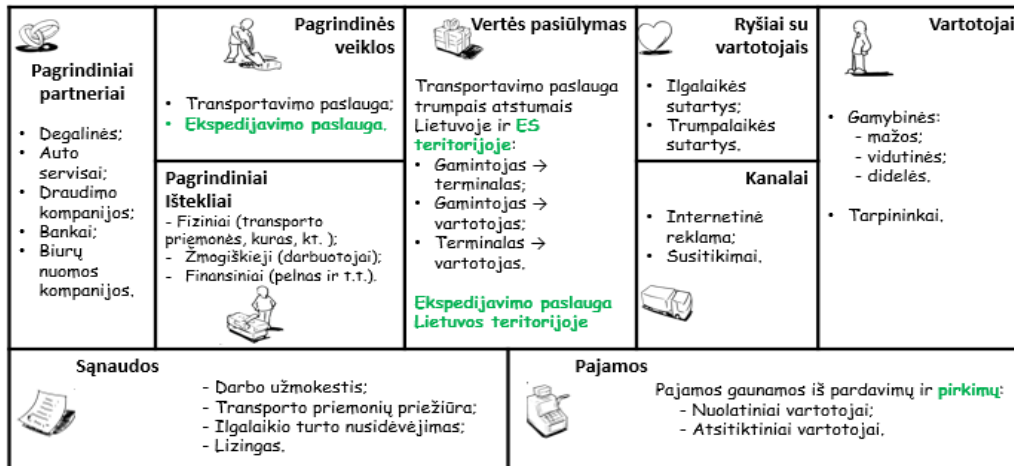 Pagrindiniai
partneriai
• Degalinės;
• Auto
servisai;
• Draudimo
kompanijos;
• Bankai;
• Biurų
nuomos
kompanijos.
Pagrindinės
veiklos
• Transportavimo paslauga;
• Ekspedijavimo paslauga.
Pagrindiniai
Ištekliai
- Fiziniai (transporto
priemonės, kuras, kt. );
- Žmogiškieji (darbuotojai);
- Finansiniai (pelnas ir t.t.).
Vertės pasiūlymas
Transportavimo paslauga
trumpais atstumais
Lietuvoje ir ES
teritorijoje:
• Gamintojas →
terminalas;
• Gamintojas →
vartotojas;
• Terminalas →
vartotojas.
Ekspedijavimo paslauga
Lietuvos teritorijoje
Ryšiai su
vartotojais
• Ilgalaikės
sutartys;
• Trumpalaikės
sutartys.
Kanalai
• Internetinė
reklama;
• Susitikimai.
Vartotojai
• Gamybinės:
- mažos,
- vidutinės,
- didelės.
• Tarpininkai.
Sąnaudos
- Darbo užmokestis;
- Transporto priemonių priežiūra;
- Ilgalaikio turto nusidėvėjimas;
- Lizingas.
Pajamos
Pajamos gaunamos iš pardavimų ir pirkimų:
- Nuolatiniai vartotojai;
- Atsitiktiniai vartotojai.